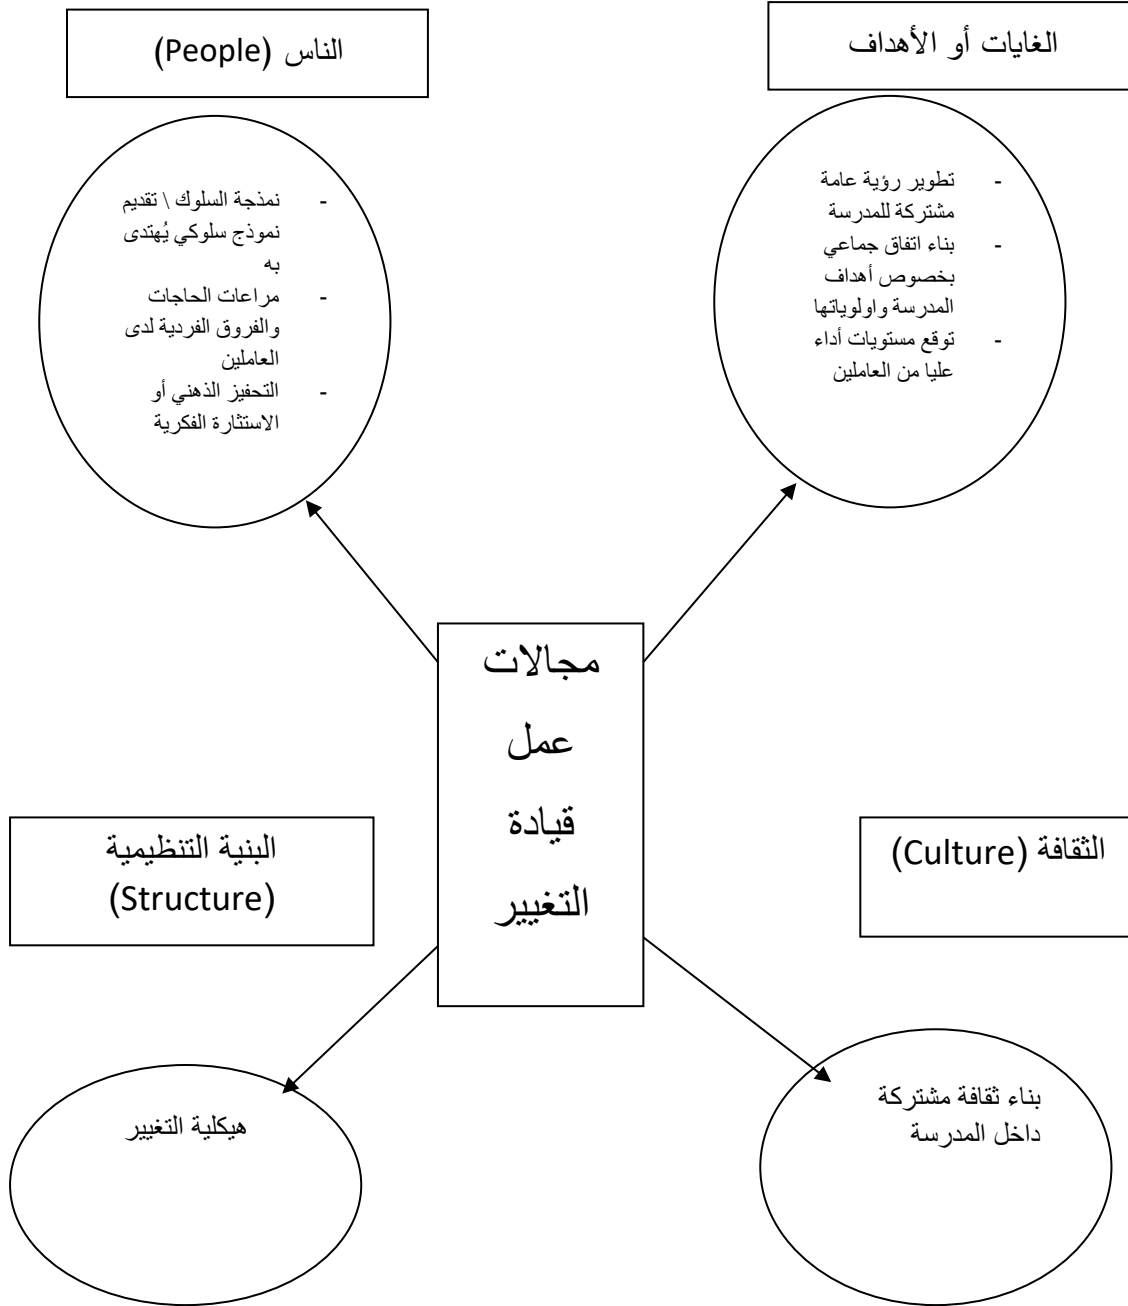 الغايات أو الأهداف
- تطوير رؤية عامة
مشتركة للمدرسة
- بناء اتفاق جماعي
بخصوص أهداف
المدرسة واولوياتها
- توقع مستويات أداء
عليا من العاملين
الناس (People)
- نمذجة السلوك \ تقديم
نموذج سلوكي يُهتدى
به
- مراعات الحاجات
والفروق الفردية لدى
العاملين
- التحفيز الذهني أو
الاستثارة الفكرية
مجالات
عمل
قيادة
التغيير
الثقافة (Culture)
بناء ثقافة مشتركة
داخل المدرسة
البنية التنظيمية
(Structure)
هيكلية التغيير